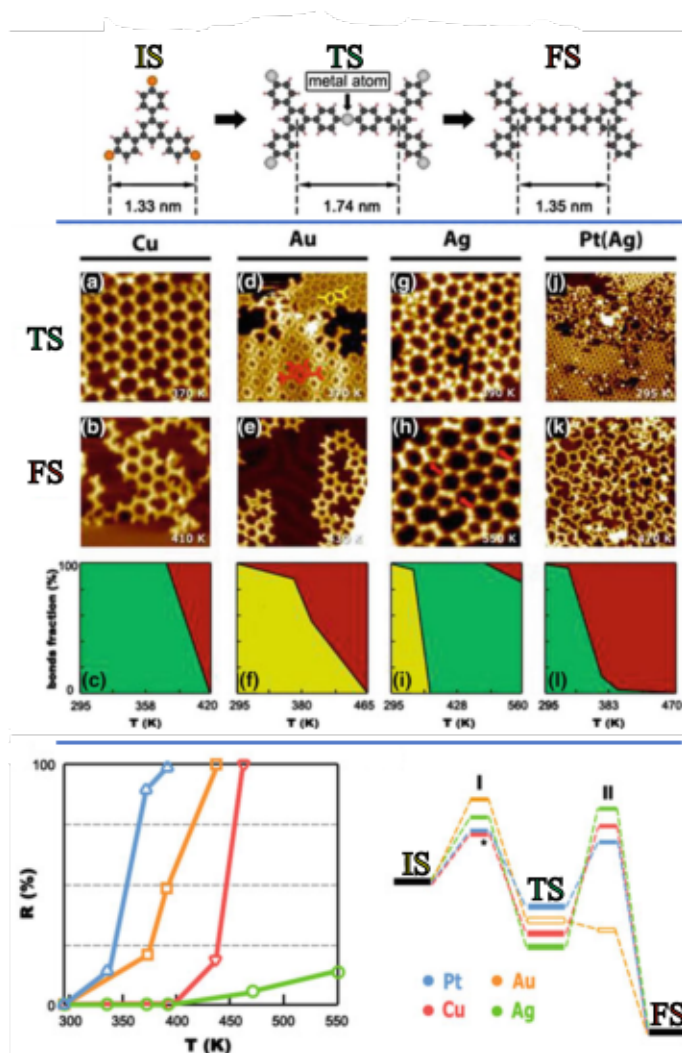 IS TS FS
metal atom
1.33 nm 1.74 nm 1.35 nm
Cu Au Ag Pt(Ag)
TS (a) (d) (g) (j)
370 K 295 K
FS (b) (e) (h) (k)
410 K 550 K 470 K
bonds fraction (%)
100
0
(c) (f) (i) (l)
295 358 420 295 380 465 295 428 560 295 383 470
T (K) T (K) T (K) T (K)
R (%)
100
0
300 350 400 450 500 550
T (K)
I II
IS TS FS
*
Pt Au
Cu Ag